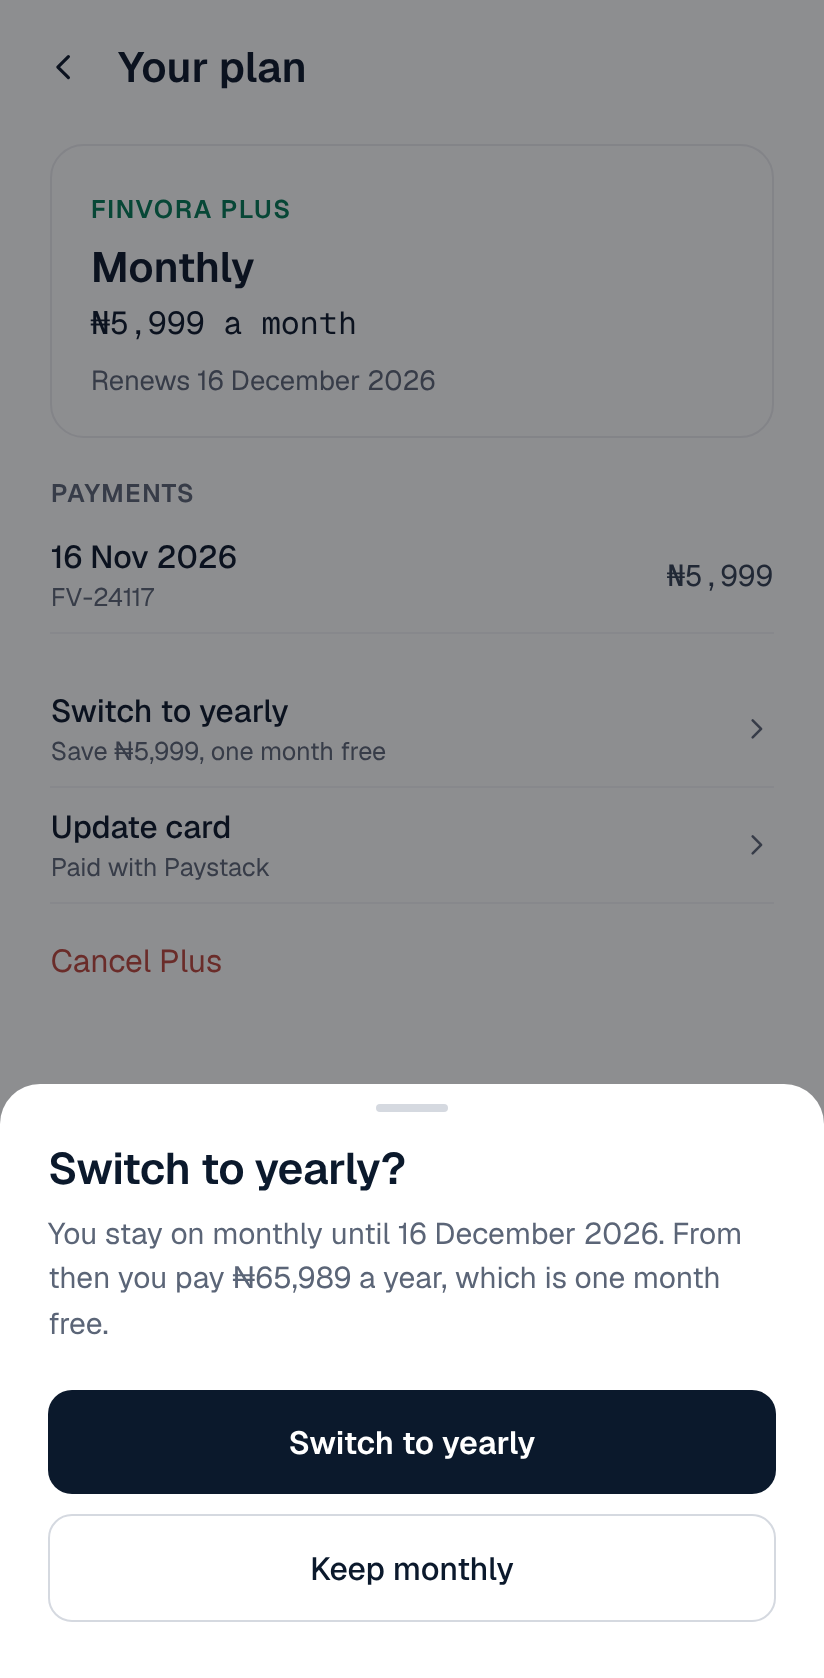 Your plan
FINVORA PLUS
Monthly
₦5,999 a month
Renews 16 December 2026
PAYMENTS
16 Nov 2026
FV-24117
₦5,999
Switch to yearly
Save ₦5,999, one month free
Update card
Paid with Paystack
Cancel Plus
Switch to yearly?
You stay on monthly until 16 December 2026. From
then you pay ₦65,989 a year, which is one month
free.
Switch to yearly
Keep monthly